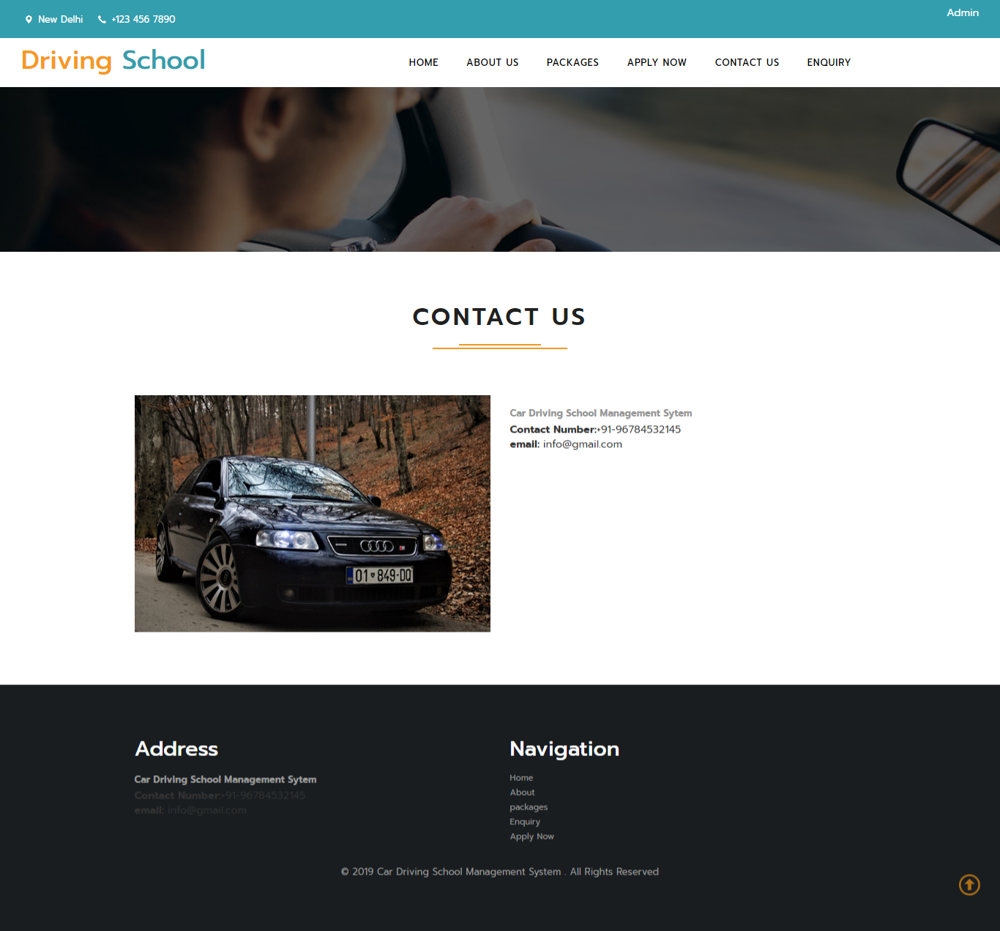 New Delhi +123 456 7890 Admin
Driving School
HOME ABOUT US PACKAGES APPLY NOW CONTACT US ENQUIRY
CONTACT US
Car Driving School Management Sytem
Contact Number:+91-96784532145
email: info@gmail.com
01 849-DO
Address
Car Driving School Management Sytem
Contact Number:+91-96784532145
email: info@gmail.com
Navigation
Home
About
packages
Enquiry
Apply Now
© 2019 Car Driving School Management System . All Rights Reserved